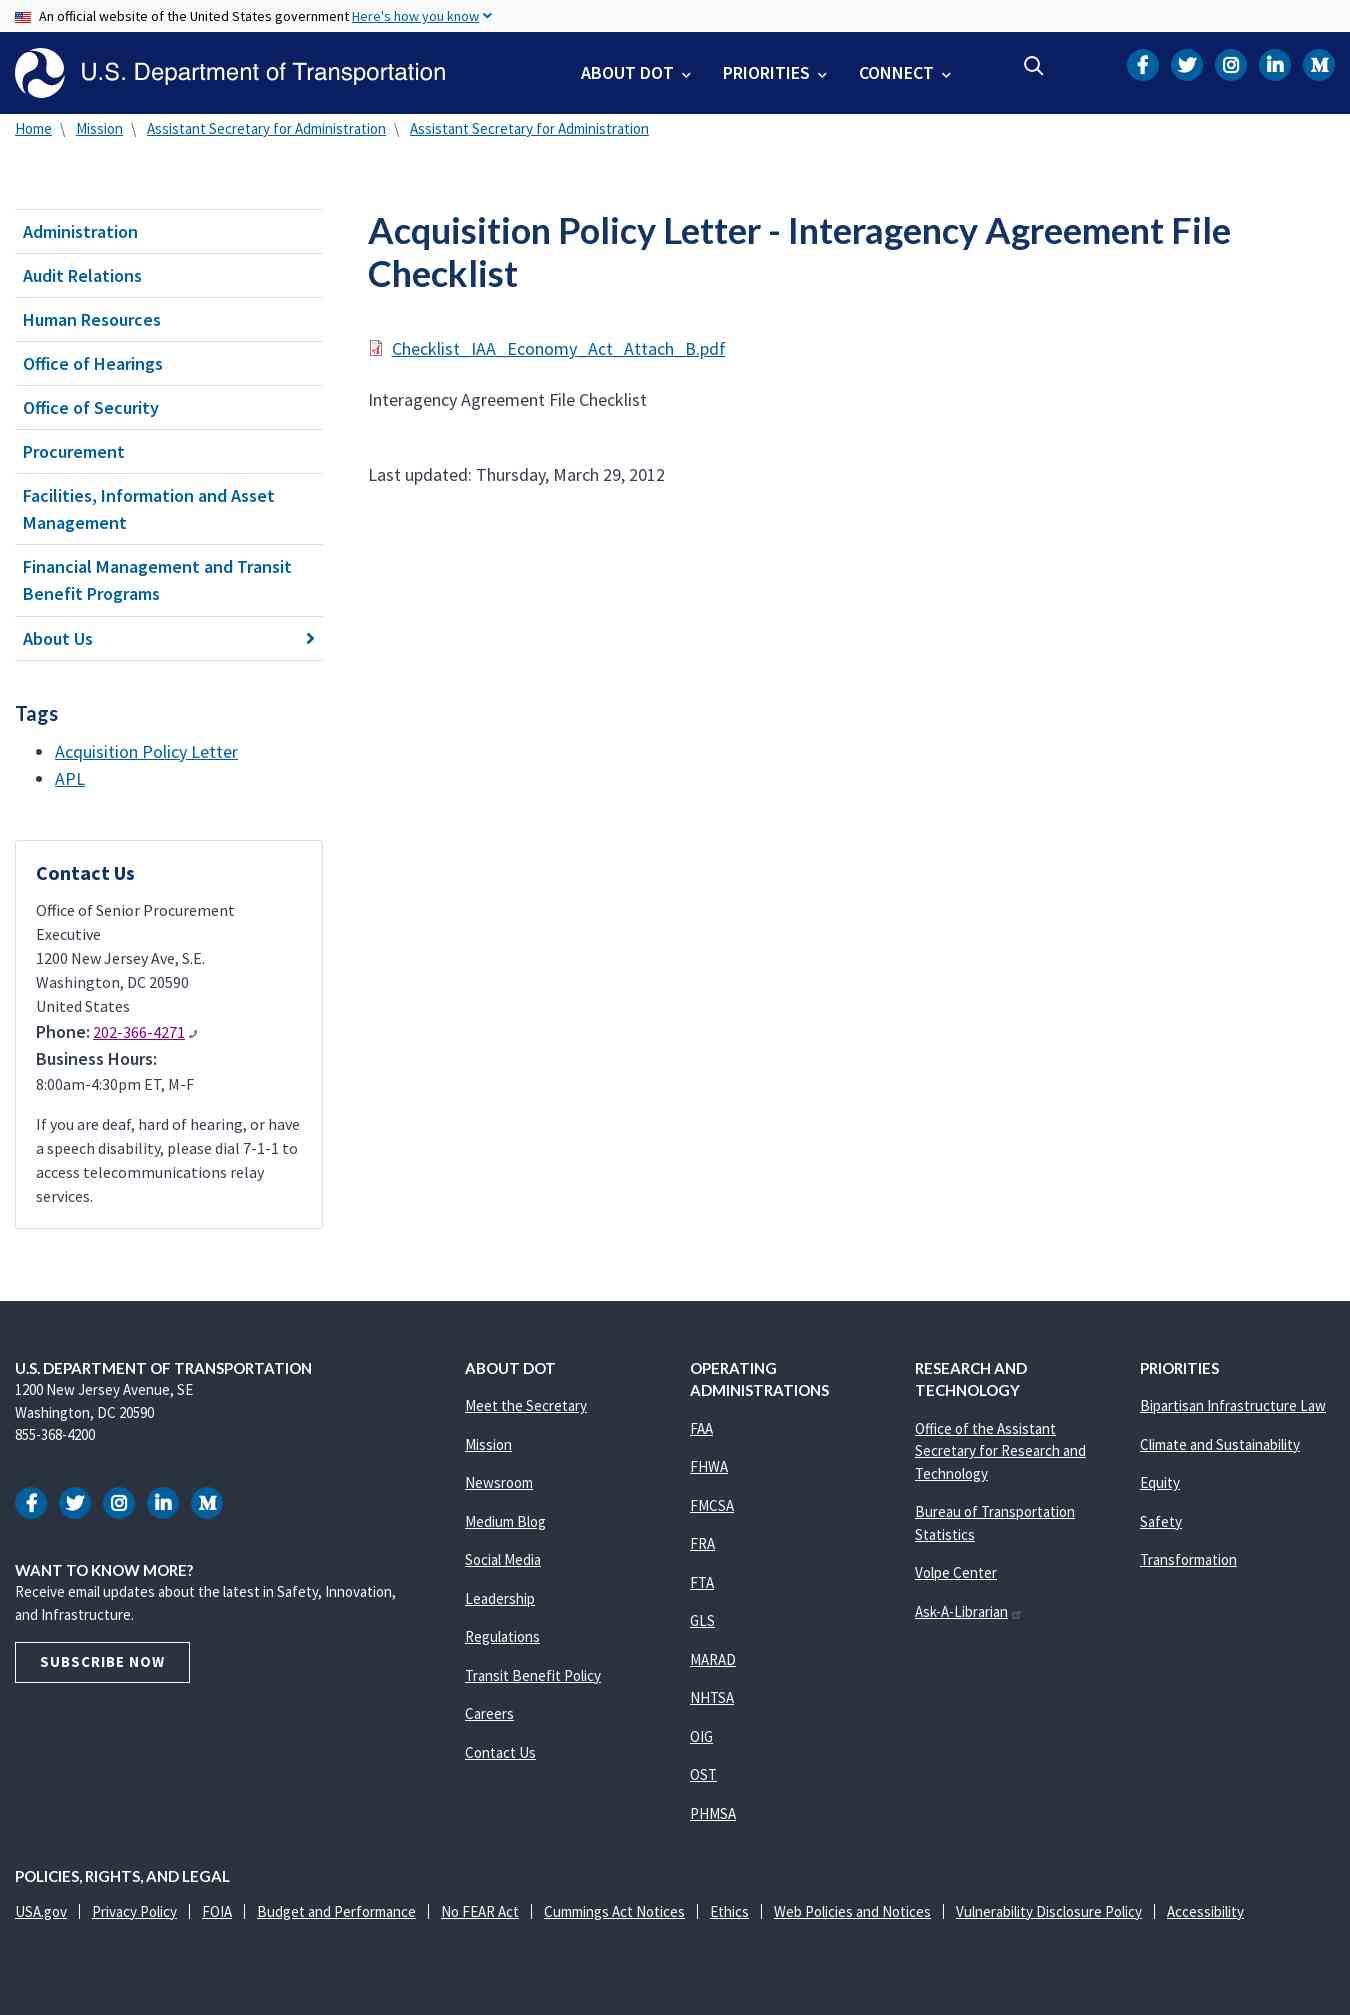 An official website of the United States government Here's how you know
U.S. Department of Transportation
ABOUT DOT PRIORITIES CONNECT
Home \ Mission \ Assistant Secretary for Administration \ Assistant Secretary for Administration
Administration
Audit Relations
Human Resources
Office of Hearings
Office of Security
Procurement
Facilities, Information and Asset
Management
Financial Management and Transit
Benefit Programs
About Us
Tags
Acquisition Policy Letter
APL
Contact Us
Office of Senior Procurement
Executive
1200 New Jersey Ave, S.E.
Washington, DC 20590
United States
Phone: 202-366-4271
Business Hours:
8:00am-4:30pm ET, M-F
If you are deaf, hard of hearing, or have
a speech disability, please dial 7-1-1 to
access telecommunications relay
services.
Acquisition Policy Letter - Interagency Agreement File
Checklist
Checklist_IAA_Economy_Act_Attach_B.pdf
Interagency Agreement File Checklist
Last updated: Thursday, March 29, 2012
U.S. DEPARTMENT OF TRANSPORTATION
1200 New Jersey Avenue, SE
Washington, DC 20590
855-368-4200
WANT TO KNOW MORE?
Receive email updates about the latest in Safety, Innovation,
and Infrastructure.
SUBSCRIBE NOW
ABOUT DOT
Meet the Secretary
Mission
Newsroom
Medium Blog
Social Media
Leadership
Regulations
Transit Benefit Policy
Careers
Contact Us
OPERATING
ADMINISTRATIONS
FAA
FHWA
FMCSA
FRA
FTA
GLS
MARAD
NHTSA
OIG
OST
PHMSA
RESEARCH AND
TECHNOLOGY
Office of the Assistant
Secretary for Research and
Technology
Bureau of Transportation
Statistics
Volpe Center
Ask-A-Librarian
PRIORITIES
Bipartisan Infrastructure Law
Climate and Sustainability
Equity
Safety
Transformation
POLICIES, RIGHTS, AND LEGAL
USA.gov | Privacy Policy | FOIA | Budget and Performance | No FEAR Act | Cummings Act Notices | Ethics | Web Policies and Notices | Vulnerability Disclosure Policy | Accessibility